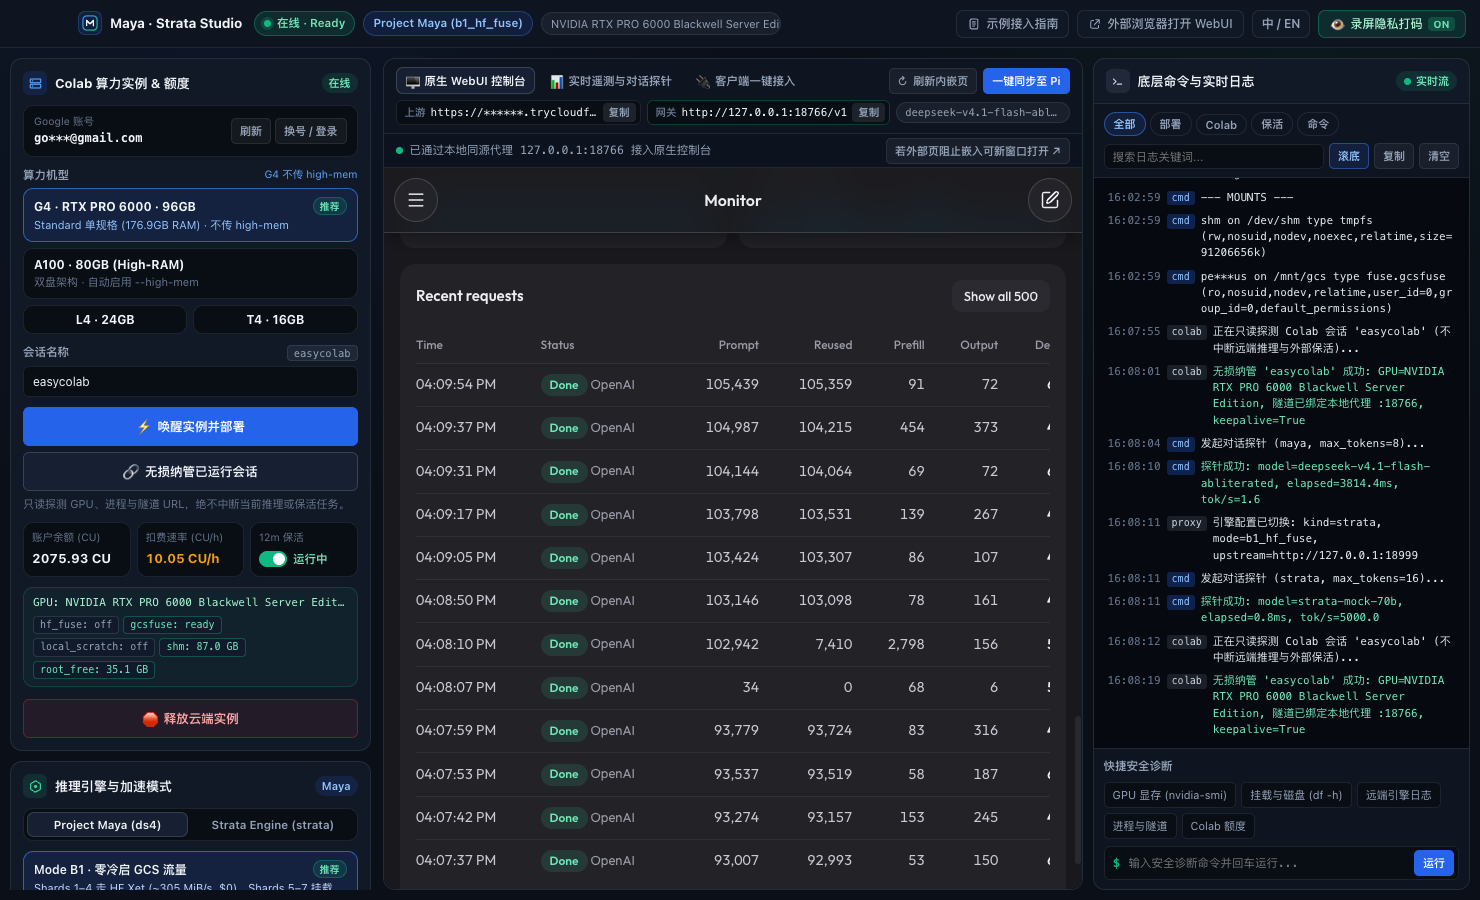 Maya · Strata Studio
在线 · Ready
Project Maya (b1_hf_fuse)
NVIDIA RTX PRO 6000 Blackwell Server Edi
示例接入指南
外部浏览器打开 WebUI
中 / EN
录屏隐私打码 ON
Colab 算力实例 & 额度
在线
Google 账号
go***@gmail.com
刷新
换号 / 登录
算力机型
G4 不传 high-mem
G4 · RTX PRO 6000 · 96GB
推荐
Standard 单规格 (176.9GB RAM) · 不传 high-mem
A100 · 80GB (High-RAM)
双盘架构 · 自动启用 --high-mem
L4 · 24GB
T4 · 16GB
会话名称
easycolab
easycolab
⚡ 唤醒实例并部署
🔗 无损纳管已运行会话
只读探测 GPU、进程与隧道 URL，绝不中断当前推理或保活任务。
账户余额 (CU)
2075.93 CU
扣费速率 (CU/h)
10.05 CU/h
12m 保活
运行中
GPU: NVIDIA RTX PRO 6000 Blackwell Server Edit…
hf_fuse: off
gcsfuse: ready
local_scratch: off
shm: 87.0 GB
root_free: 35.1 GB
🛑 释放云端实例
推理引擎与加速模式
Maya
Project Maya (ds4)
Strata Engine (strata)
Mode B1 · 零冷启 GCS 流量
推荐
Shards 1–4 走 HF Xet (~305 MiB/s, $0)，Shards 5–7 挂载
🖥️ 原生 WebUI 控制台
📊 实时遥测与对话探针
🔌 客户端一键接入
刷新内嵌页
一键同步至 Pi
上游 https://******.trycloudf…
复制
网关 http://127.0.0.1:18766/v1
复制
deepseek-v4.1-flash-abl…
已通过本地同源代理 127.0.0.1:18766 接入原生控制台
若外部页阻止嵌入可新窗口打开 ↗
Monitor
Recent requests
Show all 500
Time Status Prompt Reused Prefill Output De
04:09:54 PM Done OpenAI 105,439 105,359 91 72
04:09:37 PM Done OpenAI 104,987 104,215 454 373
04:09:31 PM Done OpenAI 104,144 104,064 69 72
04:09:17 PM Done OpenAI 103,798 103,531 139 267
04:09:05 PM Done OpenAI 103,424 103,307 86 107
04:08:50 PM Done OpenAI 103,146 103,098 78 161
04:08:10 PM Done OpenAI 102,942 7,410 2,798 156
04:08:07 PM Done OpenAI 34 0 68 6
04:07:59 PM Done OpenAI 93,779 93,724 83 316
04:07:53 PM Done OpenAI 93,537 93,519 58 187
04:07:42 PM Done OpenAI 93,274 93,157 153 245
04:07:37 PM Done OpenAI 93,007 92,993 53 150
底层命令与实时日志
实时流
全部
部署
Colab
保活
命令
搜索日志关键词...
滚底
复制
清空
16:02:59 cmd --- MOUNTS ---
16:02:59 cmd shm on /dev/shm type tmpfs
(rw,nosuid,nodev,noexec,relatime,size=
91206656k)
16:02:59 cmd pe***us on /mnt/gcs type fuse.gcsfuse
(ro,nosuid,nodev,relatime,user_id=0,gr
oup_id=0,default_permissions)
16:07:55 colab 正在只读探测 Colab 会话 'easycolab' (不
中断远端推理与外部保活)...
16:08:01 colab 无损纳管 'easycolab' 成功: GPU=NVIDIA
RTX PRO 6000 Blackwell Server
Edition, 隧道已绑定本地代理 :18766,
keepalive=True
16:08:04 cmd 发起对话探针 (maya, max_tokens=8)...
16:08:10 cmd 探针成功: model=deepseek-v4.1-flash-
abliterated, elapsed=3814.4ms,
tok/s=1.6
16:08:11 proxy 引擎配置已切换: kind=strata,
mode=b1_hf_fuse,
upstream=http://127.0.0.1:18999
16:08:11 cmd 发起对话探针 (strata, max_tokens=16)...
16:08:11 cmd 探针成功: model=strata-mock-70b,
elapsed=0.8ms, tok/s=5000.0
16:08:12 colab 正在只读探测 Colab 会话 'easycolab' (不
中断远端推理与外部保活)...
16:08:19 colab 无损纳管 'easycolab' 成功: GPU=NVIDIA
RTX PRO 6000 Blackwell Server
Edition, 隧道已绑定本地代理 :18766,
keepalive=True
快捷安全诊断
GPU 显存 (nvidia-smi)
挂载与磁盘 (df -h)
远端引擎日志
进程与隧道
Colab 额度
$ 输入安全诊断命令并回车运行...
运行